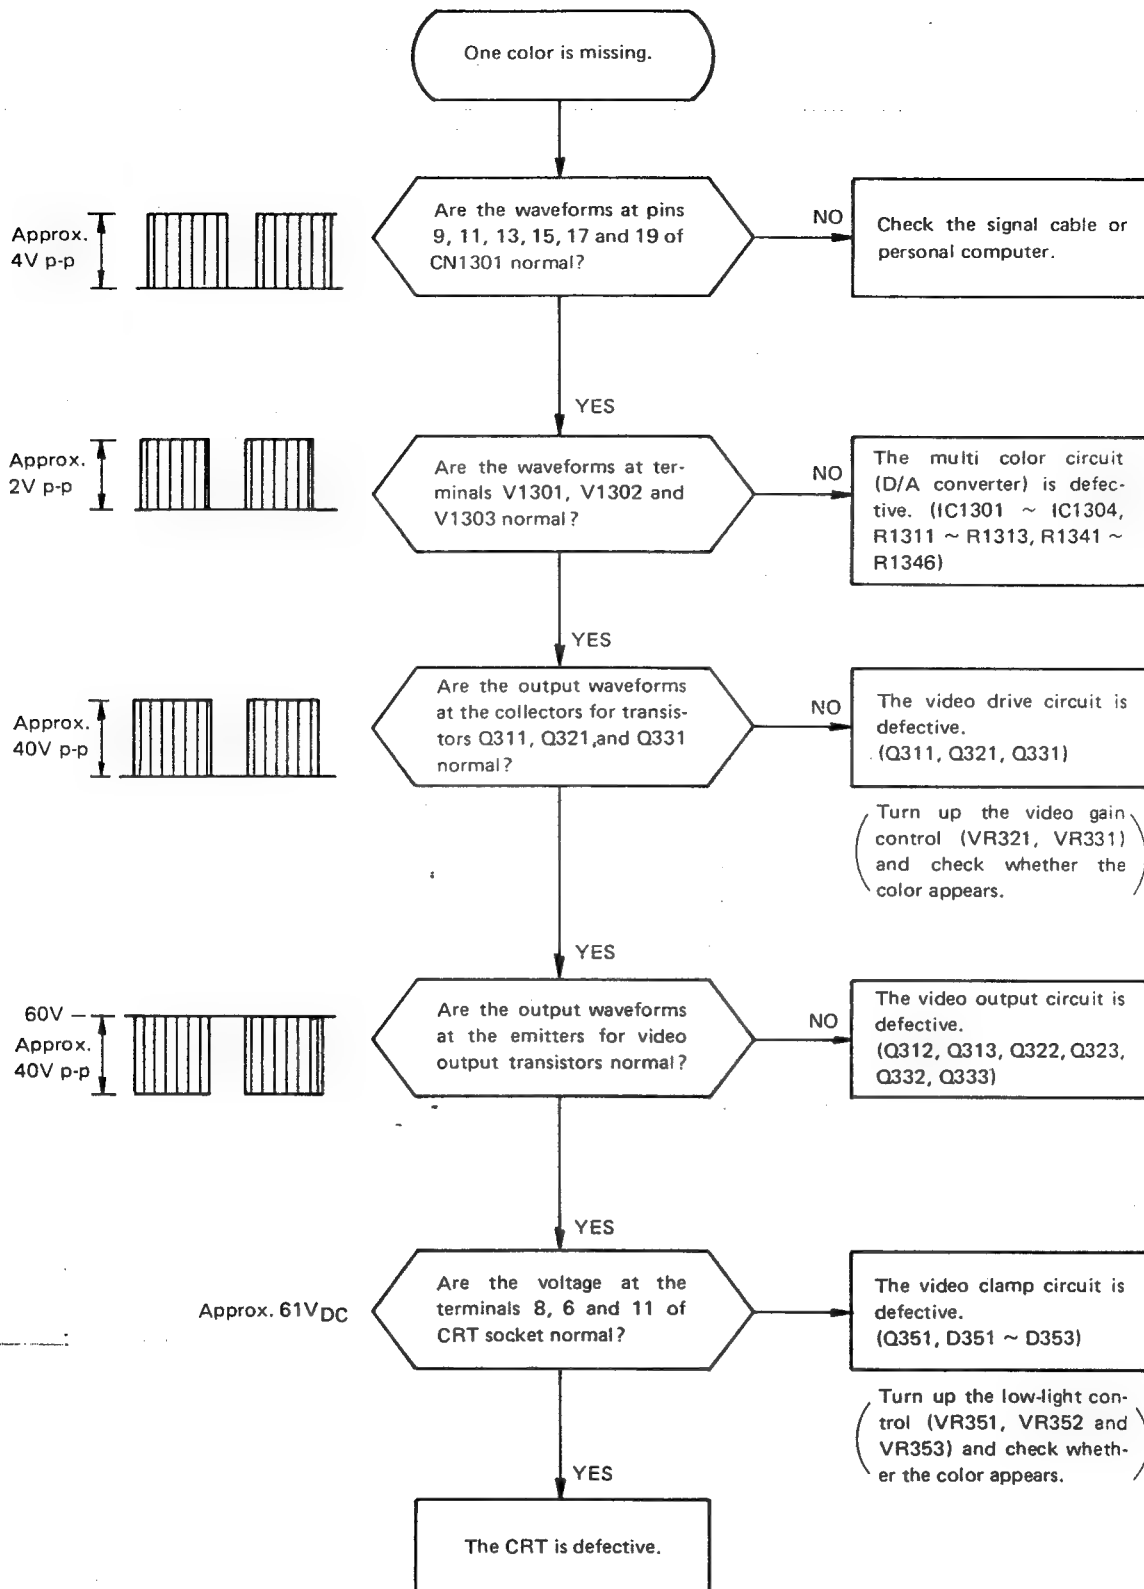 One color is missing.
Approx.
4V p-p
Are the waveforms at pins
9, 11, 13, 15, 17 and 19 of
CN1301 normal?
NO
Check the signal cable or
personal computer.
YES
Approx.
2V p-p
Are the waveforms at ter-
minals V1301, V1302 and
V1303 normal?
NO
The multi color circuit
(D/A converter) is defec-
tive. (IC1301 ~ IC1304,
R1311 ~ R1313, R1341 ~
R1346)
YES
Approx.
40V p-p
Are the output waveforms
at the collectors for transis-
tors Q311, Q321,and Q331
normal?
NO
The video drive circuit is
defective.
(Q311, Q321, Q331)
(Turn up the video gain
control (VR321, VR331)
and check whether the
color appears.)
YES
60V
Approx.
40V p-p
Are the output waveforms
at the emitters for video
output transistors normal?
NO
The video output circuit is
defective.
(Q312, Q313, Q322, Q323,
Q332, Q333)
YES
Approx. 61VDC
Are the voltage at the
terminals 8, 6 and 11 of
CRT socket normal?
The video clamp circuit is
defective.
(Q351, D351 ~ D353)
(Turn up the low-light con-
trol (VR351, VR352 and
VR353) and check wheth-
er the color appears.)
YES
The CRT is defective.